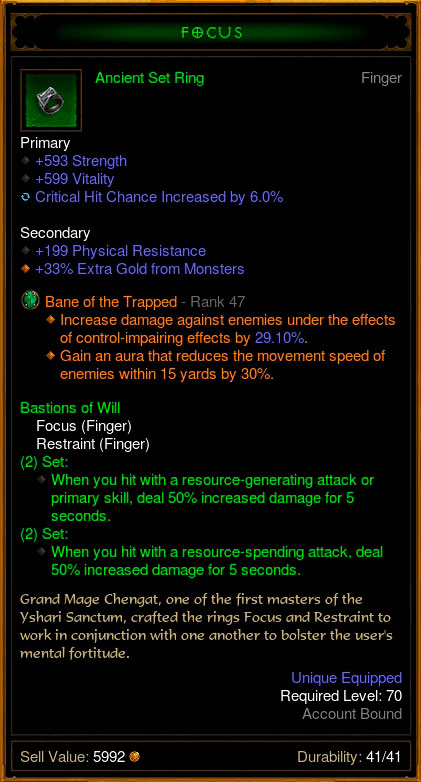 FOCUS
Ancient Set Ring
Finger
Primary
+593 Strength
+599 Vitality
Critical Hit Chance Increased by 6.0%
Secondary
+199 Physical Resistance
+33% Extra Gold from Monsters
Bane of the Trapped - Rank 47
Increase damage against enemies under the effects
of control-impairing effects by 29.10%.
Gain an aura that reduces the movement speed of
enemies within 15 yards by 30%.
Bastions of Will
Focus (Finger)
Restraint (Finger)
(2) Set:
When you hit with a resource-generating attack or
primary skill, deal 50% increased damage for 5
seconds.
(2) Set:
When you hit with a resource-spending attack, deal
50% increased damage for 5 seconds.
Grand Mage Chengat, one of the first masters of the
Yshari Sanctum, crafted the rings Focus and Restraint to
work in conjunction with one another to bolster the user's
mental fortitude.
Unique Equipped
Required Level: 70
Account Bound
Sell Value: 5992
Durability: 41/41